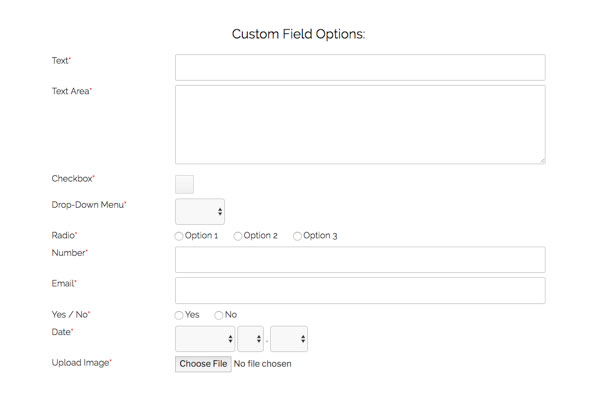 Custom Field Options:
Text*
Text Area*
Checkbox*
Drop-Down Menu*
Radio* Option 1 Option 2 Option 3
Number*
Email*
Yes / No* Yes No
Date* ,
Upload Image* Choose File No file chosen